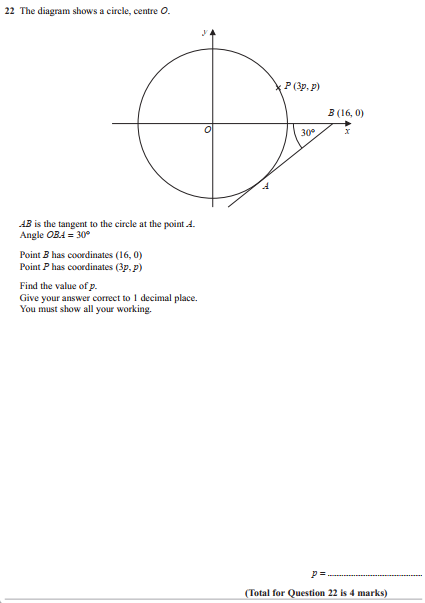 22 The diagram shows a circle, centre O.
y
P (3p, p)
B (16, 0)
O
30°
x
A
AB is the tangent to the circle at the point A.
Angle OBA = 30°
Point B has coordinates (16, 0)
Point P has coordinates (3p, p)
Find the value of p.
Give your answer correct to 1 decimal place.
You must show all your working.
p = ........................................
(Total for Question 22 is 4 marks)